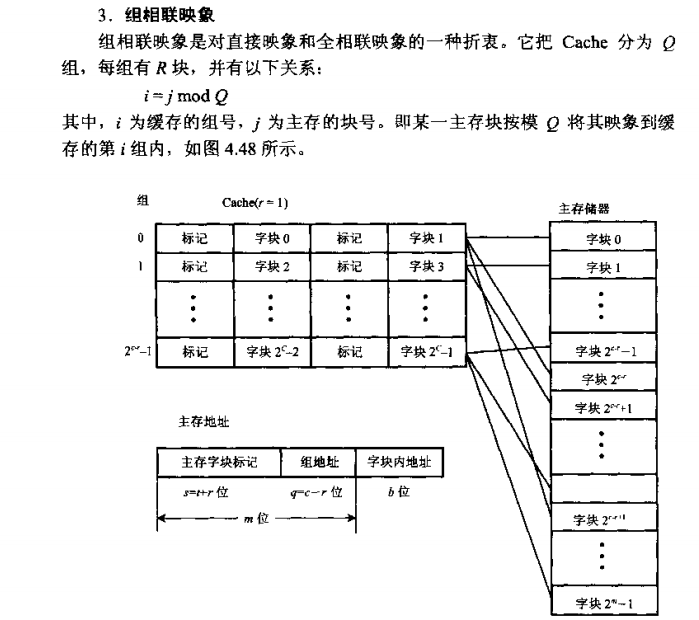 3．组相联映象
组相联映象是对直接映象和全相联映象的一种折衷。它把 Cache 分为 Q
组，每组有 R 块，并有以下关系：
i = j mod Q
其中，i 为缓存的组号，j 为主存的块号。即某一主存块按模 Q 将其映象到缓
存的第 i 组内，如图 4.48 所示。
组 Cache(r = 1) 主存储器
0 标记 字块 0 标记 字块 1 字块 0
1 标记 字块 2 标记 字块 3 字块 1
2^{c-r}-1 标记 字块 2^C-2 标记 字块 2^C-1 字块 2^{c-r}-1
字块 2^{c-r}
字块 2^{c-r}+1
主存地址
主存字块标记 组地址 字块内地址
s=t+r 位 q=c-r 位 b 位
m 位
字块 2^{c-r+1}
字块 2^m-1